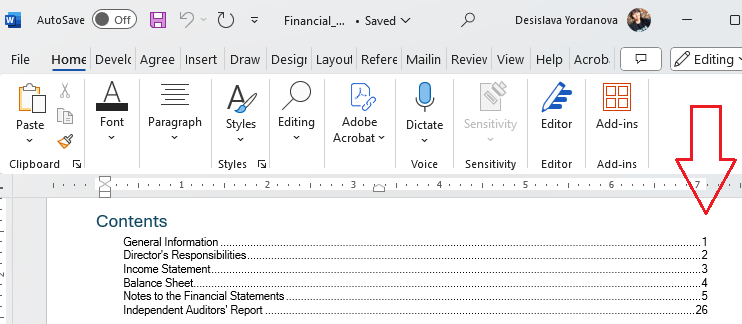 AutoSave Off Financial_... • Saved Desislava Yordanova
File Home Develo Agree Insert Draw Design Layout Refere Mailin Review View Help Acroba Editing
Paste Font Paragraph Styles Editing Adobe Acrobat Dictate Sensitivity Editor Add-ins
Clipboard Styles Voice Sensitivity Editor Add-ins
1 2 3 4 5 6 7
Contents
General Information 1
Director's Responsibilities 2
Income Statement 3
Balance Sheet 4
Notes to the Financial Statements 5
Independent Auditors' Report 26